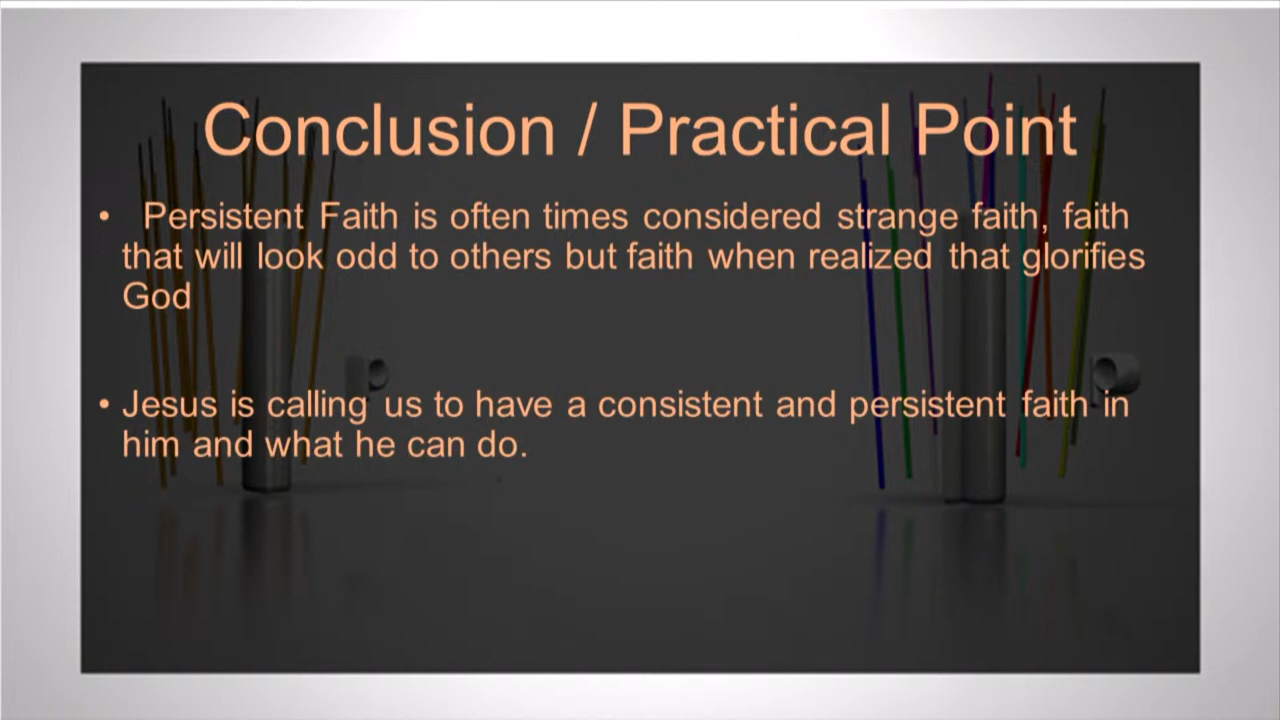 Conclusion / Practical Point
• Persistent Faith is often times considered strange faith, faith
that will look odd to others but faith when realized that glorifies
God
• Jesus is calling us to have a consistent and persistent faith in
him and what he can do.